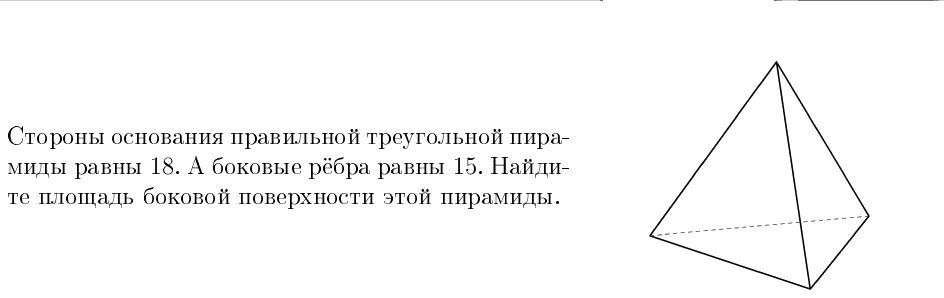 Стороны основания правильной треугольной пира-
миды равны 18. А боковые рёбра равны 15. Найди-
те площадь боковой поверхности этой пирамиды.